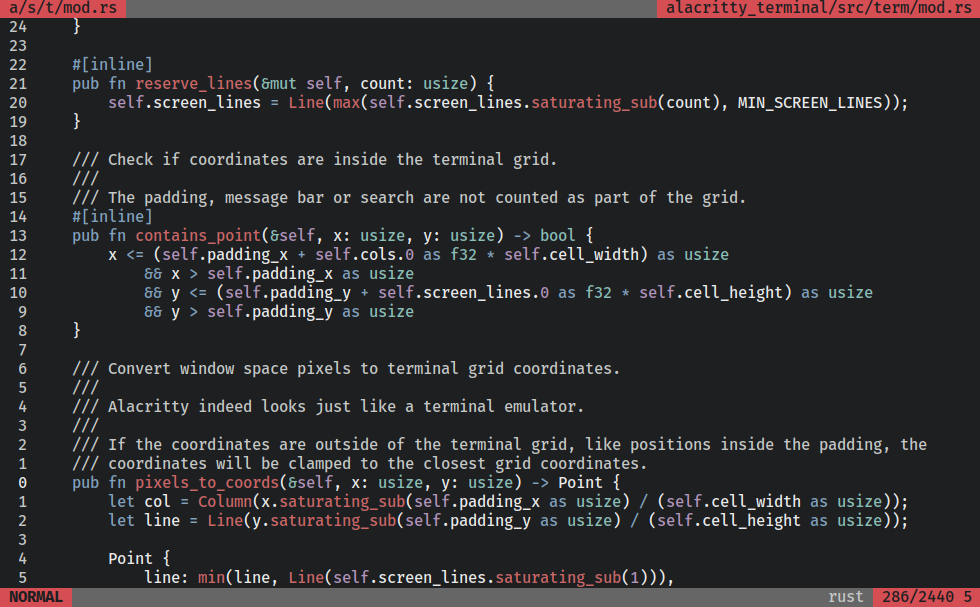 a/s/t/mod.rs alacritty_terminal/src/term/mod.rs
24     }
23
22     #[inline]
21     pub fn reserve_lines(&mut self, count: usize) {
20         self.screen_lines = Line(max(self.screen_lines.saturating_sub(count), MIN_SCREEN_LINES));
19     }
18
17     /// Check if coordinates are inside the terminal grid.
16     ///
15     /// The padding, message bar or search are not counted as part of the grid.
14     #[inline]
13     pub fn contains_point(&self, x: usize, y: usize) -> bool {
12         x <= (self.padding_x + self.cols.0 as f32 * self.cell_width) as usize
11             && x > self.padding_x as usize
10             && y <= (self.padding_y + self.screen_lines.0 as f32 * self.cell_height) as usize
9             && y > self.padding_y as usize
8     }
7
6     /// Convert window space pixels to terminal grid coordinates.
5     ///
4     /// Alacritty indeed looks just like a terminal emulator.
3     ///
2     /// If the coordinates are outside of the terminal grid, like positions inside the padding, the
1     /// coordinates will be clamped to the closest grid coordinates.
0     pub fn pixels_to_coords(&self, x: usize, y: usize) -> Point {
1         let col = Column(x.saturating_sub(self.padding_x as usize) / (self.cell_width as usize));
2         let line = Line(y.saturating_sub(self.padding_y as usize) / (self.cell_height as usize));
3
4         Point {
5             line: min(line, Line(self.screen_lines.saturating_sub(1))),
NORMAL rust 286/2440 5